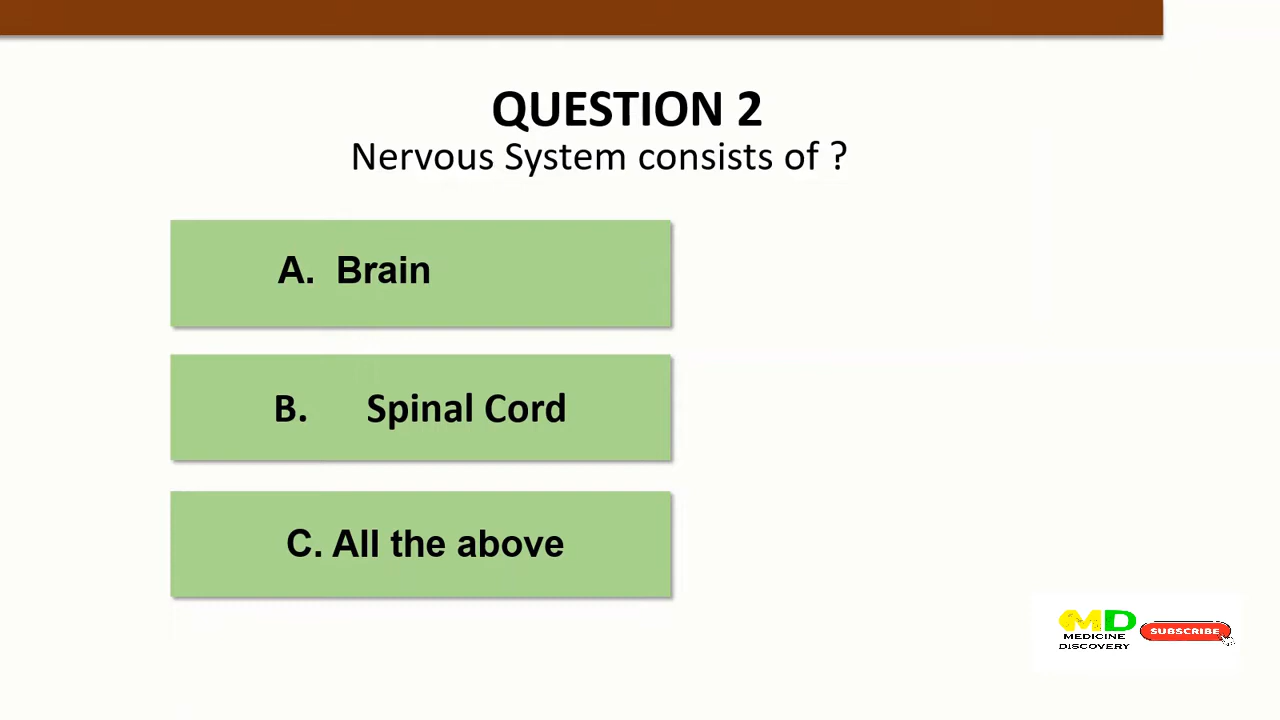 QUESTION 2
Nervous System consists of ?
A. Brain
B. Spinal Cord
C. All the above
MD
MEDICINE
DISCOVERY
SUBSCRIBE